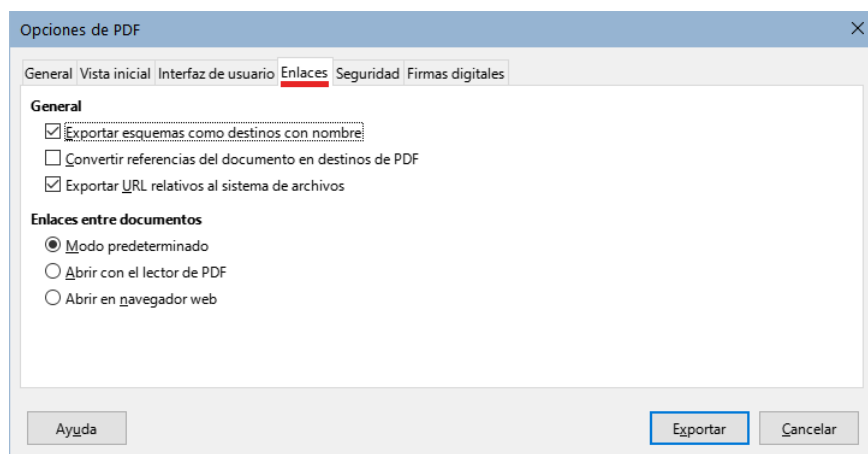 Opciones de PDF
General Vista inicial Interfaz de usuario Enlaces Seguridad Firmas digitales
General
Exportar esquemas como destinos con nombre
Convertir referencias del documento en destinos de PDF
Exportar URL relativos al sistema de archivos
Enlaces entre documentos
Modo predeterminado
Abrir con el lector de PDF
Abrir en navegador web
Ayuda Exportar Cancelar